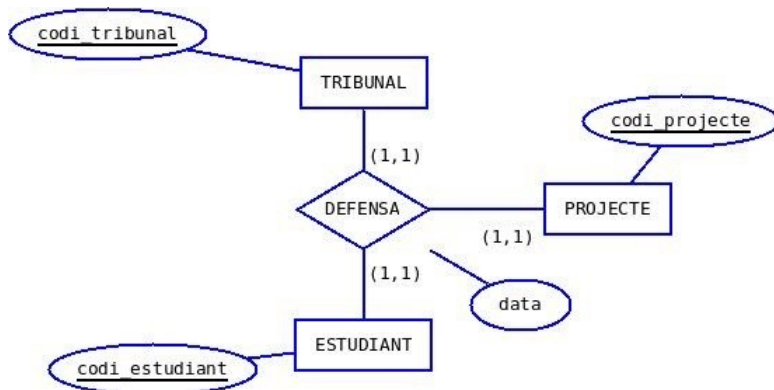 codi_tribunal
TRIBUNAL
codi_projecte
(1,1)
DEFENSA
PROJECTE
(1,1)
(1,1)
data
ESTUDIANT
codi_estudiant